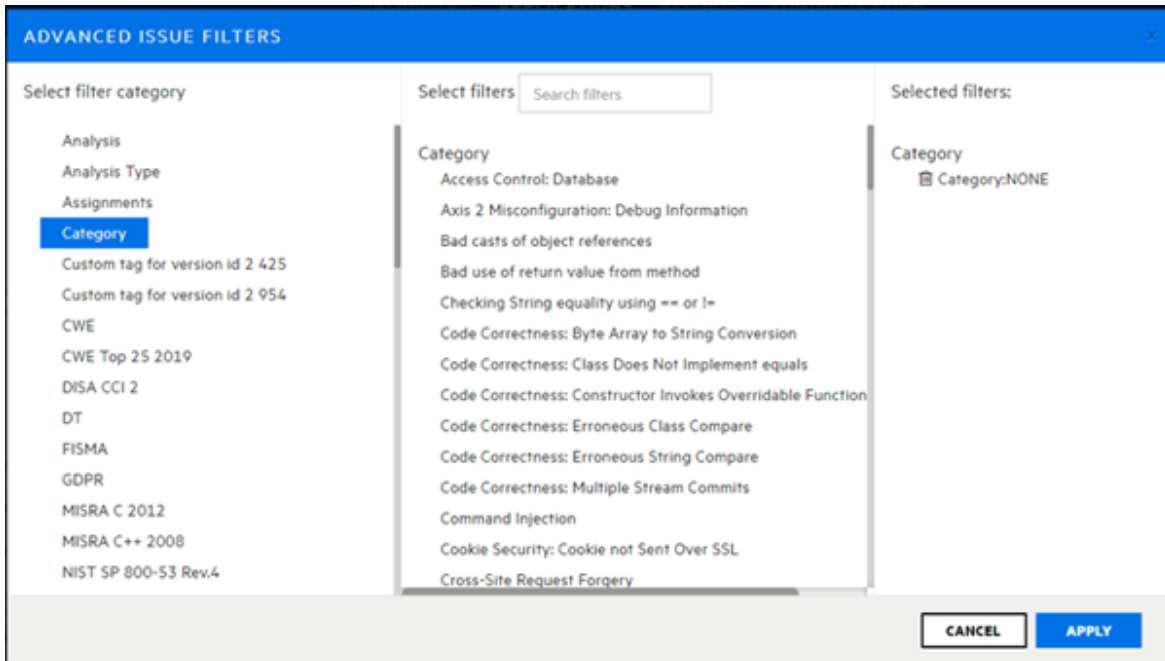 ADVANCED ISSUE FILTERS
Select filter category
Analysis
Analysis Type
Assignments
Category
Custom tag for version id 2 425
Custom tag for version id 2 954
CWE
CWE Top 25 2019
DISA CCI 2
DT
FISMA
GDPR
MISRA C 2012
MISRA C++ 2008
NIST SP 800-53 Rev.4
Select filters Search filters
Category
Access Control: Database
Axis 2 Misconfiguration: Debug Information
Bad casts of object references
Bad use of return value from method
Checking String equality using == or !=
Code Correctness: Byte Array to String Conversion
Code Correctness: Class Does Not Implement equals
Code Correctness: Constructor Invokes Overridable Function
Code Correctness: Erroneous Class Compare
Code Correctness: Erroneous String Compare
Code Correctness: Multiple Stream Commits
Command Injection
Cookie Security: Cookie not Sent Over SSL
Cross-Site Request Forgery
Selected filters:
Category
Category:NONE
CANCEL
APPLY